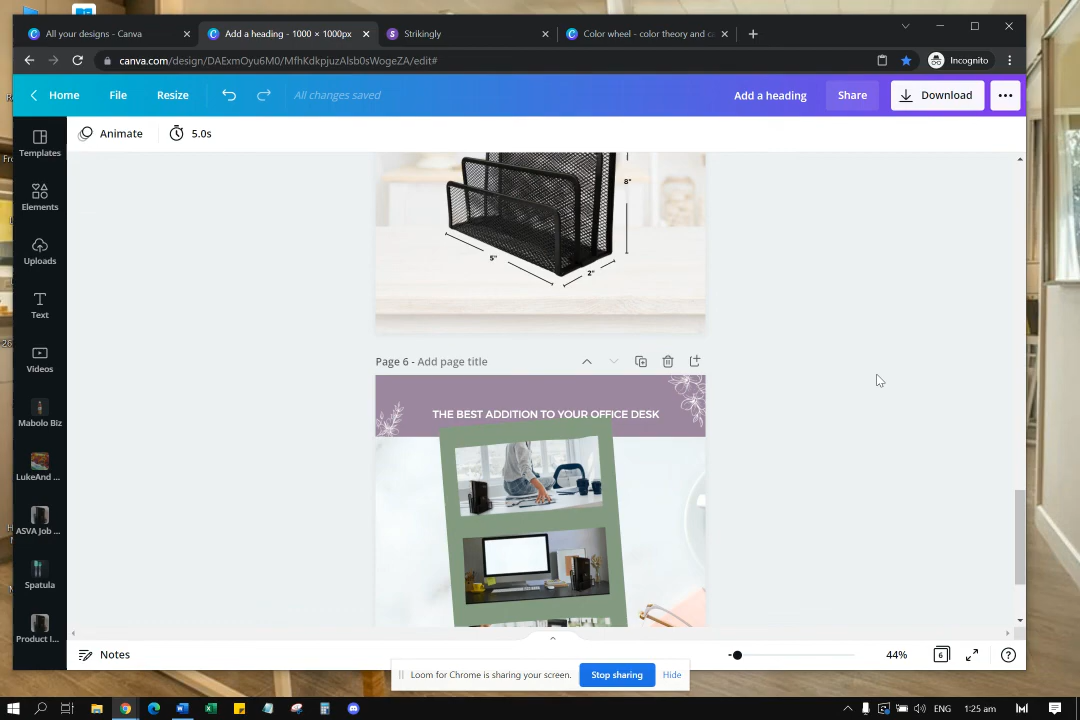 All your designs - Canva
Add a heading - 1000 × 1000px
Strikingly
Color wheel - color theory and
canva.com/design/DAExmOyu6M0/MfhKdkpjuzAlsb0sWogeZA/edit#
Incognito
Home
File
Resize
All changes saved
Add a heading
Share
Download
Templates
Animate
5.0s
Elements
Uploads
Text
Videos
Mabolo Biz
LukeAnd ...
ASVA Job ...
Spatula
Product I...
8"
5"
2"
Page 6 - Add page title
THE BEST ADDITION TO YOUR OFFICE DESK
Notes
44%
6
Loom for Chrome is sharing your screen.
Stop sharing
Hide
ENG
1:25 am